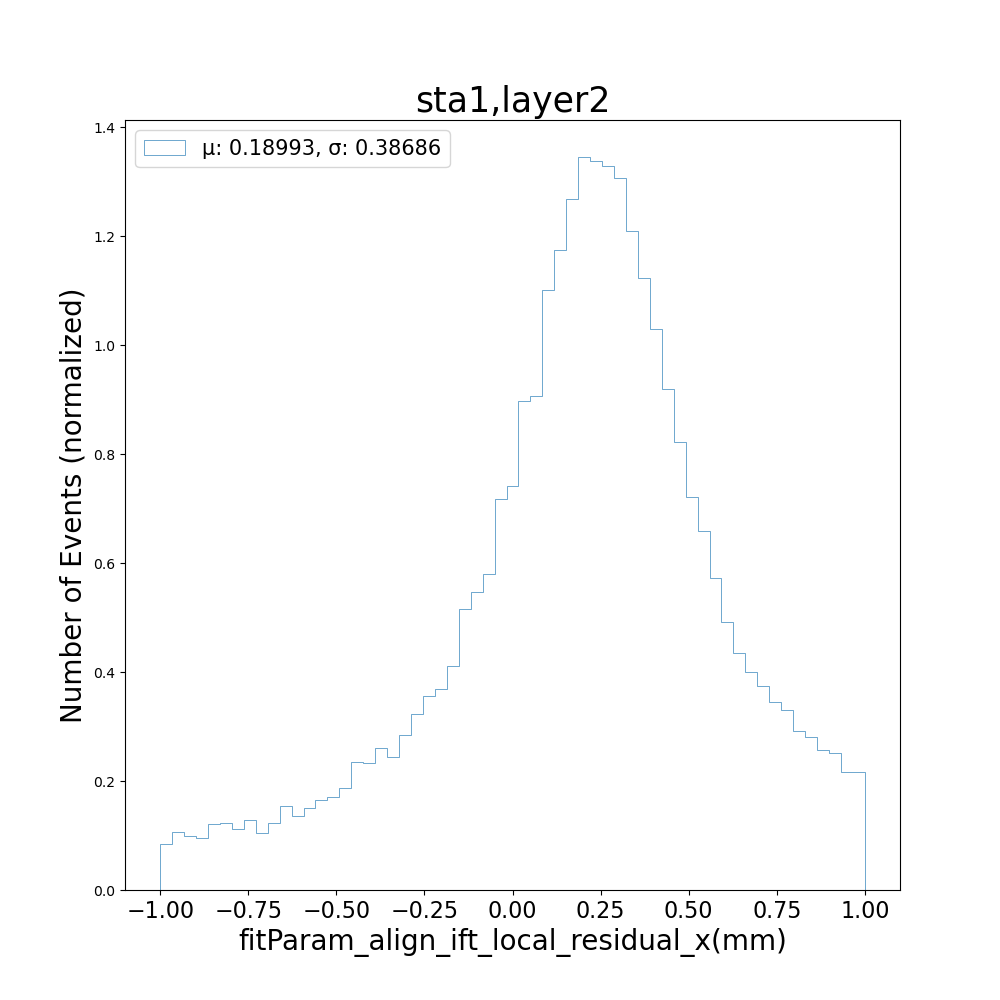 sta1,layer2
μ: 0.18993, σ: 0.38686
Number of Events (normalized)
1.4
1.2
1.0
0.8
0.6
0.4
0.2
0.0
−1.00 −0.75 −0.50 −0.25 0.00 0.25 0.50 0.75 1.00
fitParam_align_ift_local_residual_x(mm)